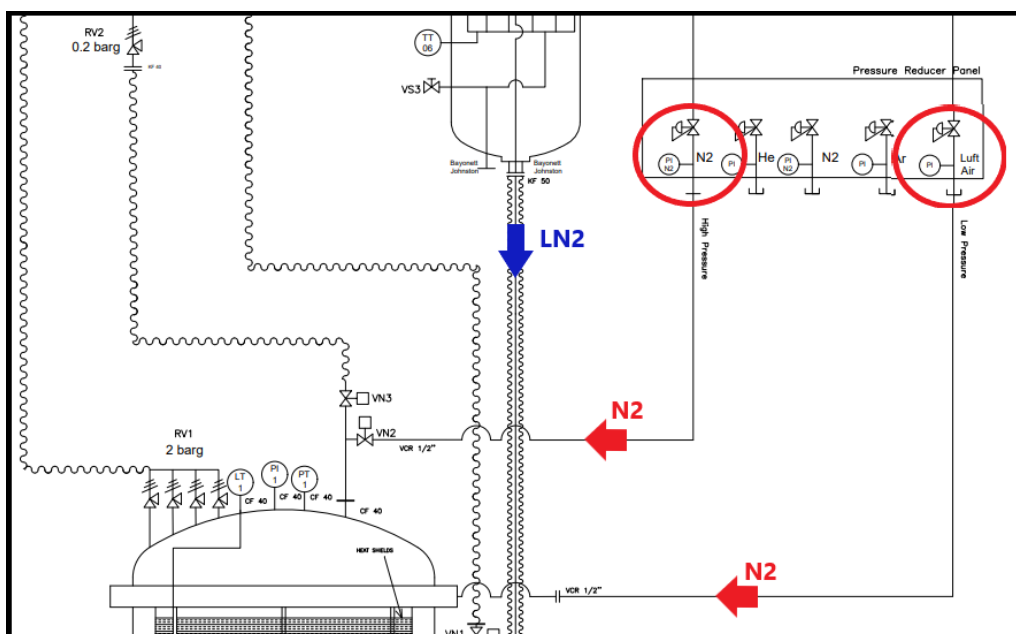 RV2
0.2 barg
KF 40
TT
06
VS3
Bayonett
Johnston
Bayonett
Johnston
KF 50
Pressure Reducer Panel
PI
N2
N2
PI
He
PI
N2
N2
PI
Ar
PI
Luft
Air
LN2
High Pressure
Low Pressure
VN3
VN2
VCR 1/2"
N2
RV1
2 barg
LT
1
PI
1
PT
1
CF 40
CF 40
CF 40
CF 40
HEAT SHIELDS
VCR 1/2"
N2
VN1